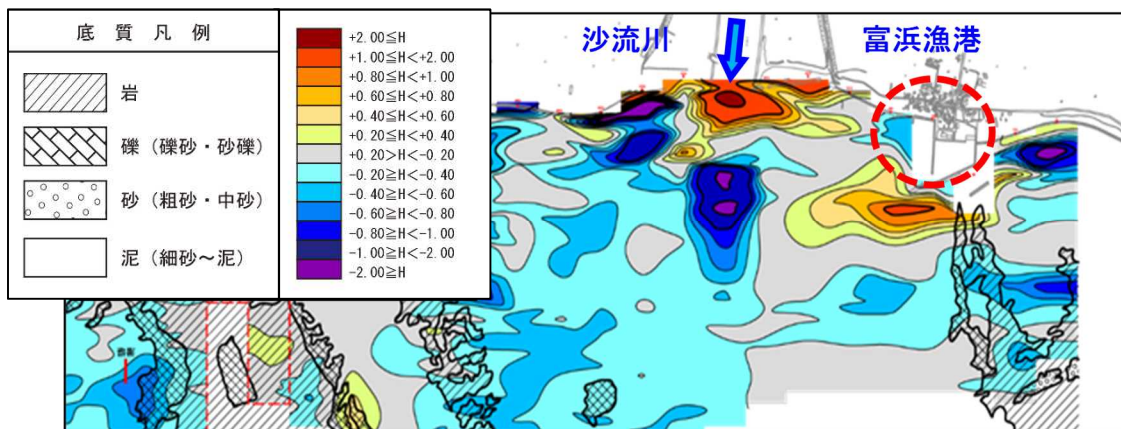 底 質 凡 例
岩
礫（礫砂・砂礫）
砂（粗砂・中砂）
泥（細砂～泥）
+2.00≦H
+1.00≦H<+2.00
+0.80≦H<+1.00
+0.60≦H<+0.80
+0.40≦H<+0.60
+0.20≦H<+0.40
+0.20>H<-0.20
-0.20≧H<-0.40
-0.40≧H<-0.60
-0.60≧H<-0.80
-0.80≧H<-1.00
-1.00≧H<-2.00
-2.00≧H
沙流川
富浜漁港